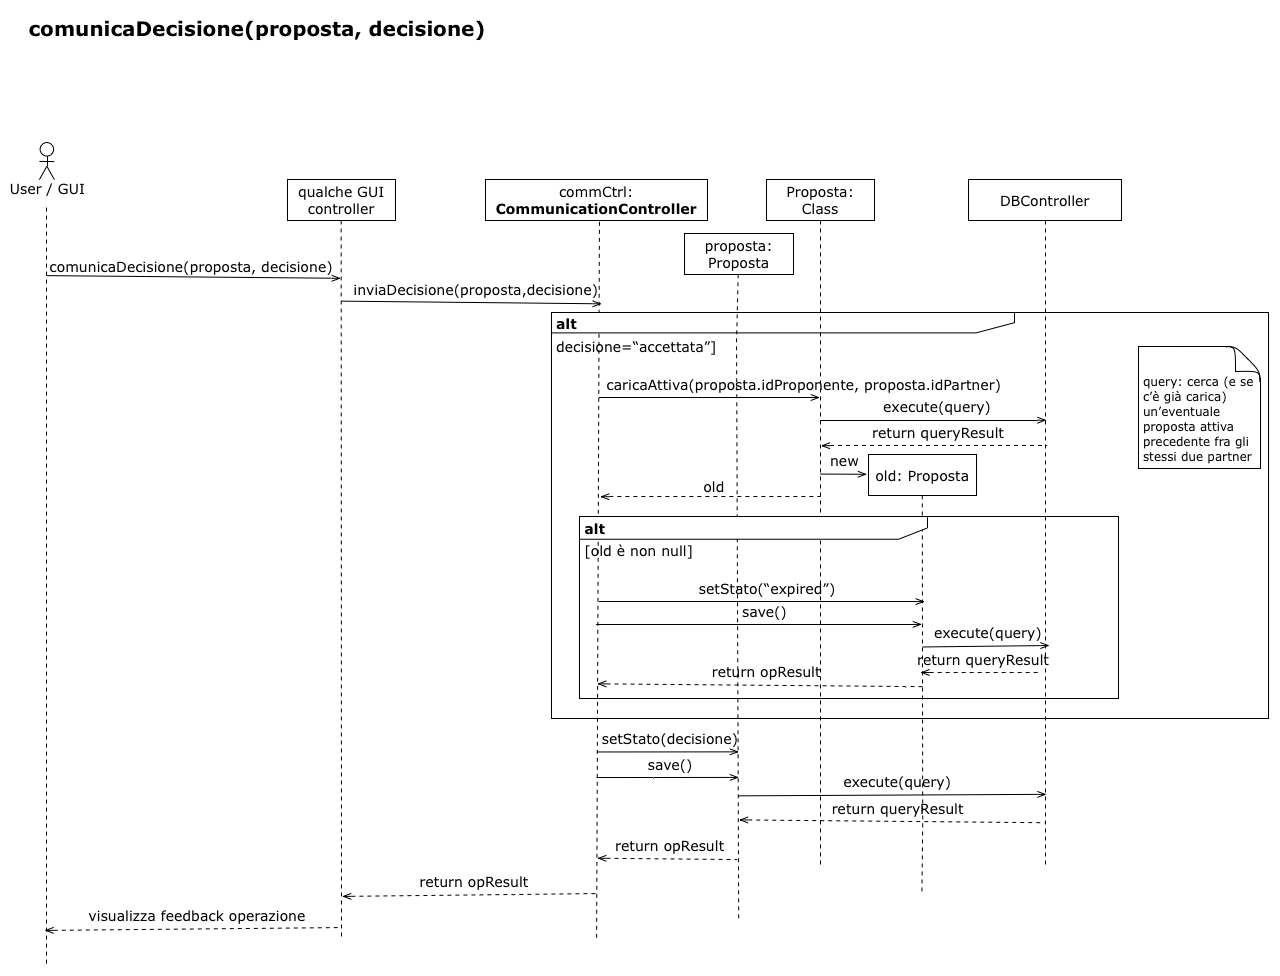 comunicaDecisione(proposta, decisione)
User / GUI
qualche GUI
controller
commCtrl:
CommunicationController
Proposta:
Class
DBController
proposta:
Proposta
comunicaDecisione(proposta, decisione)
inviaDecisione(proposta,decisione)
alt
decisione=“accettata”]
query: cerca (e se
c’è già carica)
un’eventuale
proposta attiva
precedente fra gli
stessi due partner
caricaAttiva(proposta.idProponente, proposta.idPartner)
execute(query)
return queryResult
new
old: Proposta
old
alt
[old è non null]
setStato(“expired”)
save()
execute(query)
return queryResult
return opResult
setStato(decisione)
save()
execute(query)
return queryResult
return opResult
return opResult
visualizza feedback operazione